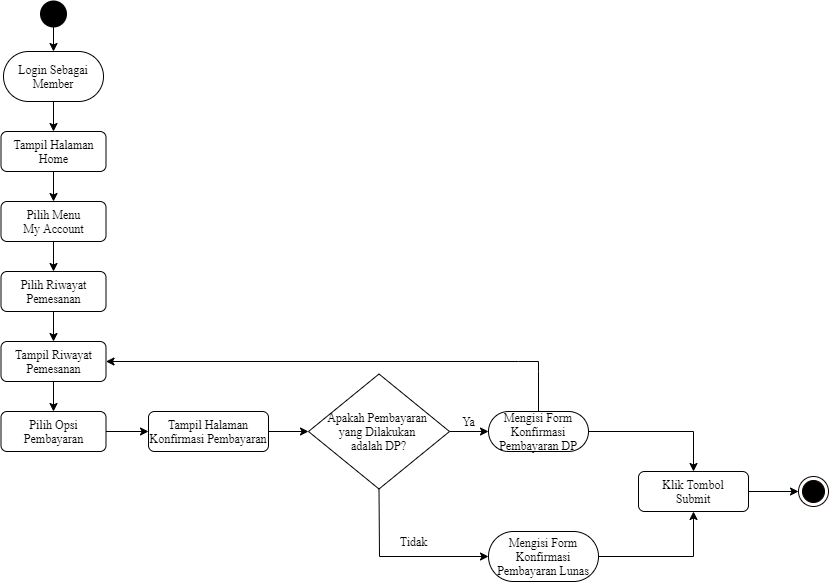 Login Sebagai
Member
Tampil Halaman
Home
Pilih Menu
My Account
Pilih Riwayat
Pemesanan
Tampil Riwayat
Pemesanan
Pilih Opsi
Pembayaran
Tampil Halaman
Konfirmasi Pembayaran
Apakah Pembayaran
yang Dilakukan
adalah DP?
Ya
Mengisi Form
Konfirmasi
Pembayaran DP
Tidak
Mengisi Form
Konfirmasi
Pembayaran Lunas
Klik Tombol
Submit